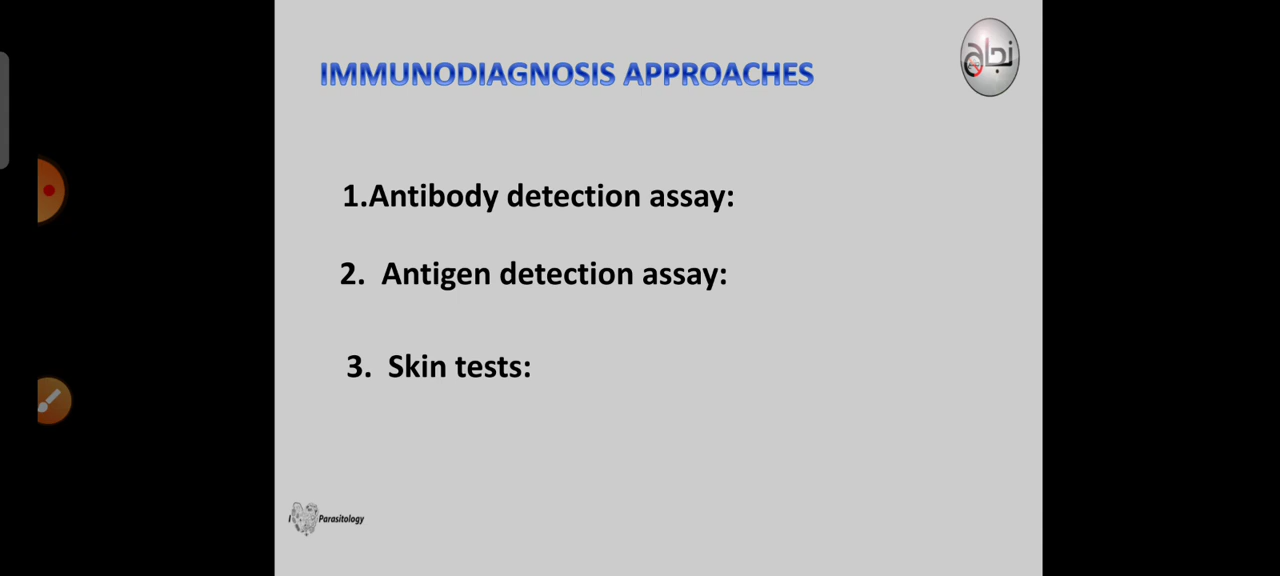 IMMUNODIAGNOSIS APPROACHES
1.Antibody detection assay:
2. Antigen detection assay:
3. Skin tests:
I Parasitology